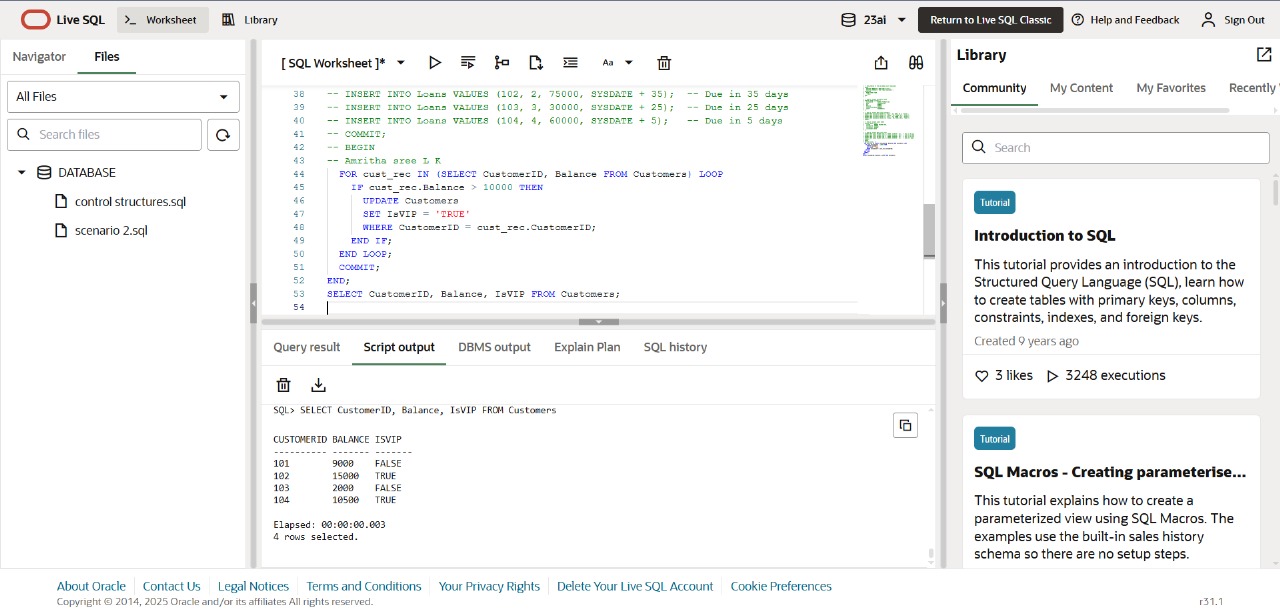 Live SQL
Worksheet
Library
23ai
Return to Live SQL Classic
Help and Feedback
Sign Out
Navigator
Files
All Files
Search files
DATABASE
control structures.sql
scenario 2.sql
[ SQL Worksheet ]*
Aa
38 -- INSERT INTO Loans VALUES (102, 2, 75000, SYSDATE + 35); -- Due in 35 days
39 -- INSERT INTO Loans VALUES (103, 3, 30000, SYSDATE + 25); -- Due in 25 days
40 -- INSERT INTO Loans VALUES (104, 4, 60000, SYSDATE + 5); -- Due in 5 days
41 -- COMMIT;
42 -- BEGIN
43 -- Amritha sree L K
44 FOR cust_rec IN (SELECT CustomerID, Balance FROM Customers) LOOP
45 IF cust_rec.Balance > 10000 THEN
46 UPDATE Customers
47 SET IsVIP = 'TRUE'
48 WHERE CustomerID = cust_rec.CustomerID;
49 END IF;
50 END LOOP;
51 COMMIT;
52 END;
53 SELECT CustomerID, Balance, IsVIP FROM Customers;
54
Query result
Script output
DBMS output
Explain Plan
SQL history
SQL> SELECT CustomerID, Balance, IsVIP FROM Customers
CUSTOMERID BALANCE ISVIP
---------- ------- -------
101 9000 FALSE
102 15000 TRUE
103 2000 FALSE
104 10500 TRUE
Elapsed: 00:00:00.003
4 rows selected.
Library
Community
My Content
My Favorites
Recently
Search
Tutorial
Introduction to SQL
This tutorial provides an introduction to the
Structured Query Language (SQL), learn how
to create tables with primary keys, columns,
constraints, indexes, and foreign keys.
Created 9 years ago
3 likes
3248 executions
Tutorial
SQL Macros - Creating parameterise...
This tutorial explains how to create a
parameterized view using SQL Macros. The
examples use the built-in sales history
schema so there are no setup steps.
About Oracle
Contact Us
Legal Notices
Terms and Conditions
Your Privacy Rights
Delete Your Live SQL Account
Cookie Preferences
Copyright © 2014, 2025 Oracle and/or its affiliates All rights reserved.
r31.1